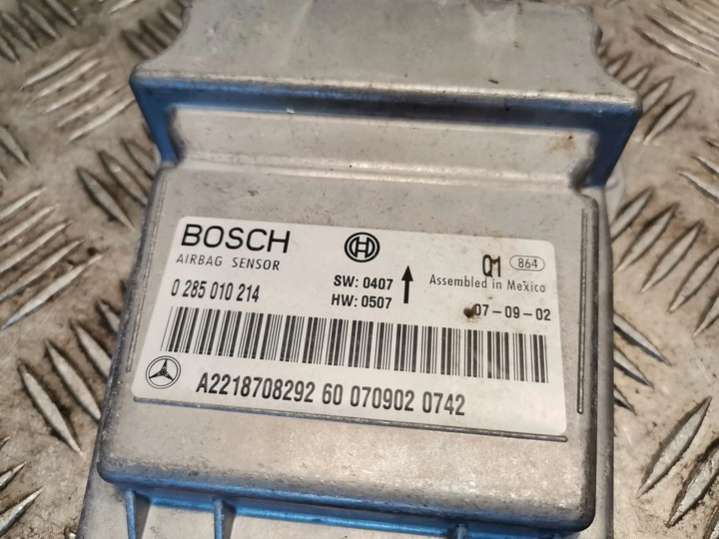 BOSCH
AIRBAG SENSOR
0 285 010 214
SW: 0407
HW: 0507
Q1 864
Assembled in Mexico
07-09-02
A2218708292 60 070902 0742